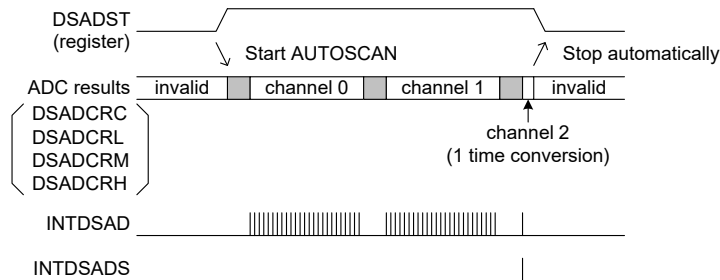 DSADST
(register)
Start AUTOSCAN
Stop automatically
ADC results
invalid
channel 0
channel 1
invalid
DSADCRC
DSADCRL
DSADCRM
DSADCRH
channel 2
(1 time conversion)
INTDSAD
INTDSADS